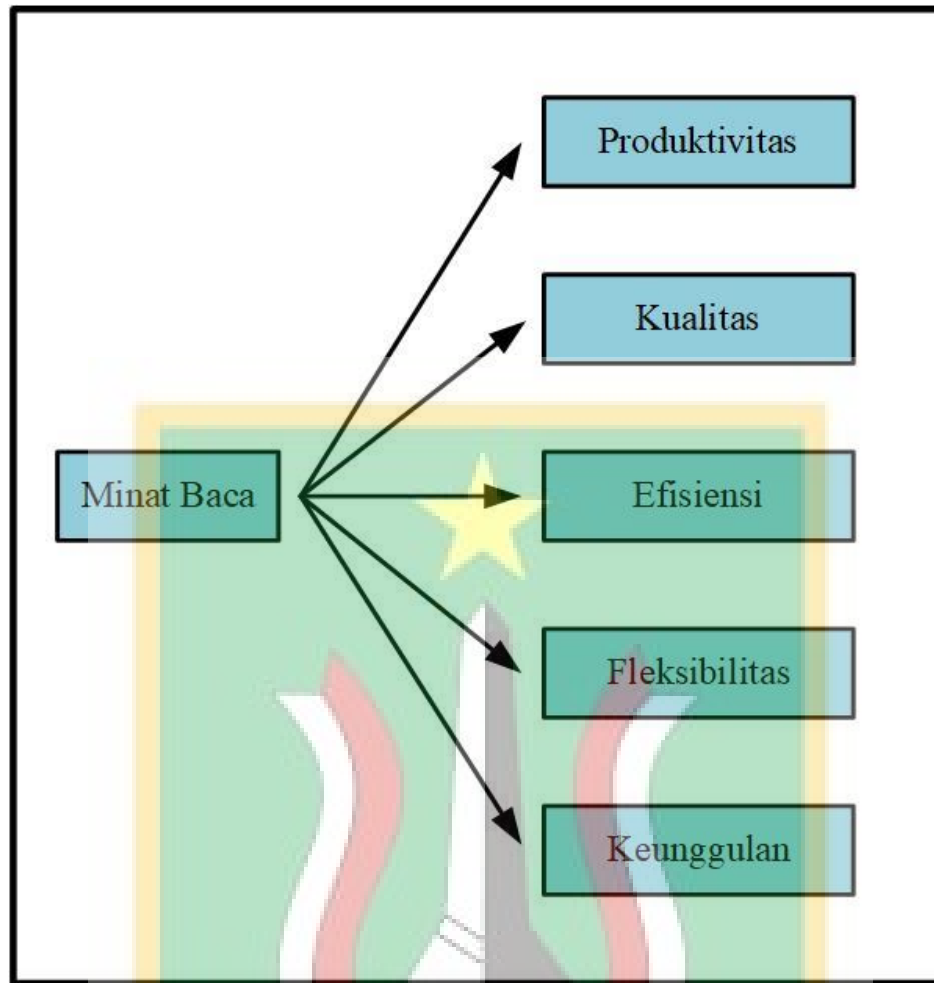 Produktivitas
Kualitas
Minat Baca
Efisiensi
Fleksibilitas
Keunggulan